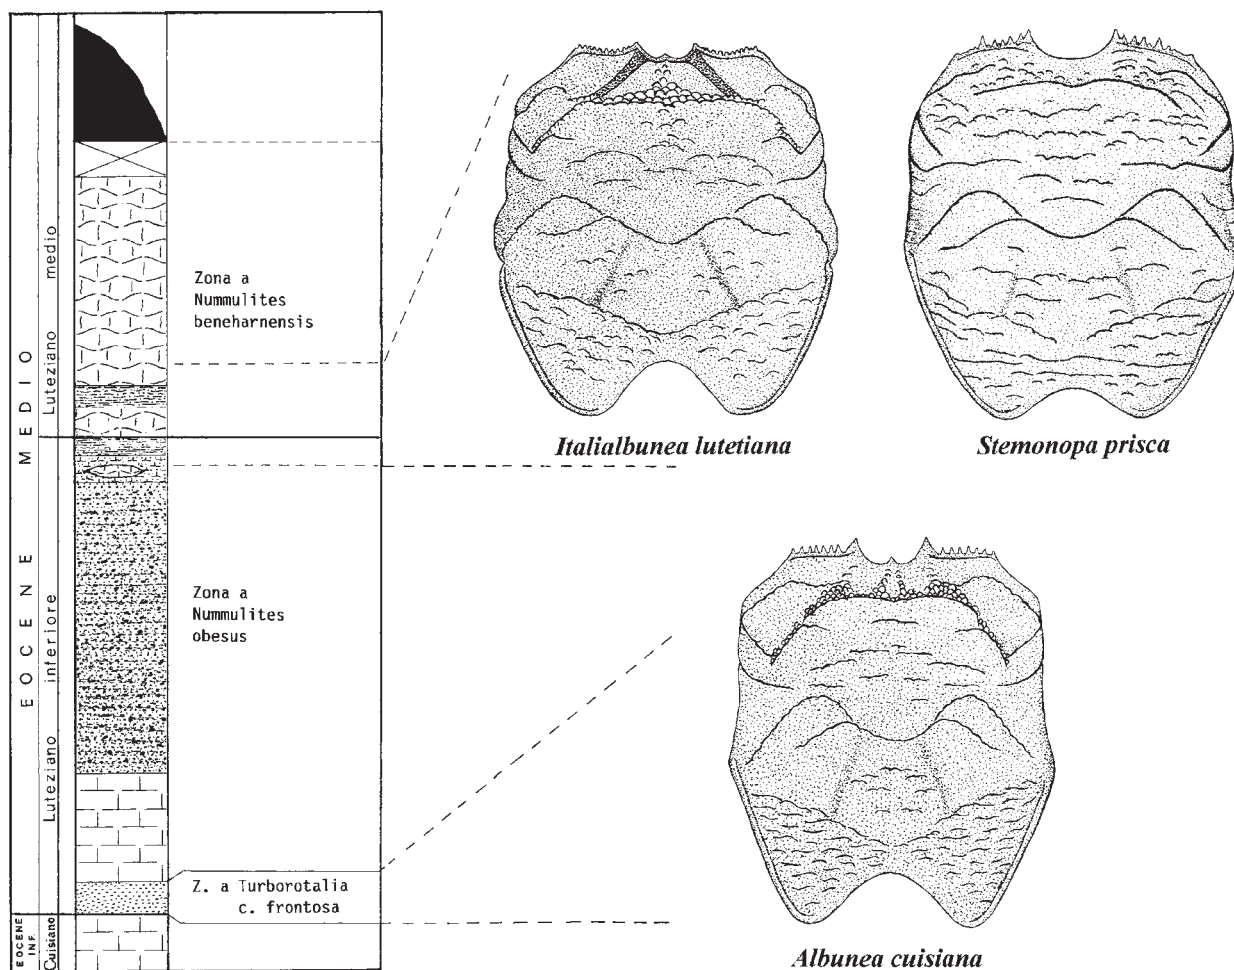 EOCENE MEDIO
Luteziano medio
Luteziano inferiore
EOCENE
INF.
Cuisiano
Zona a
Nummulites
beneharnensis
Zona a
Nummulites
obesus
Z. a Turborotalia
c. frontosa
Italialbunea lutetiana
Stemonopa prisca
Albunea cuisiana